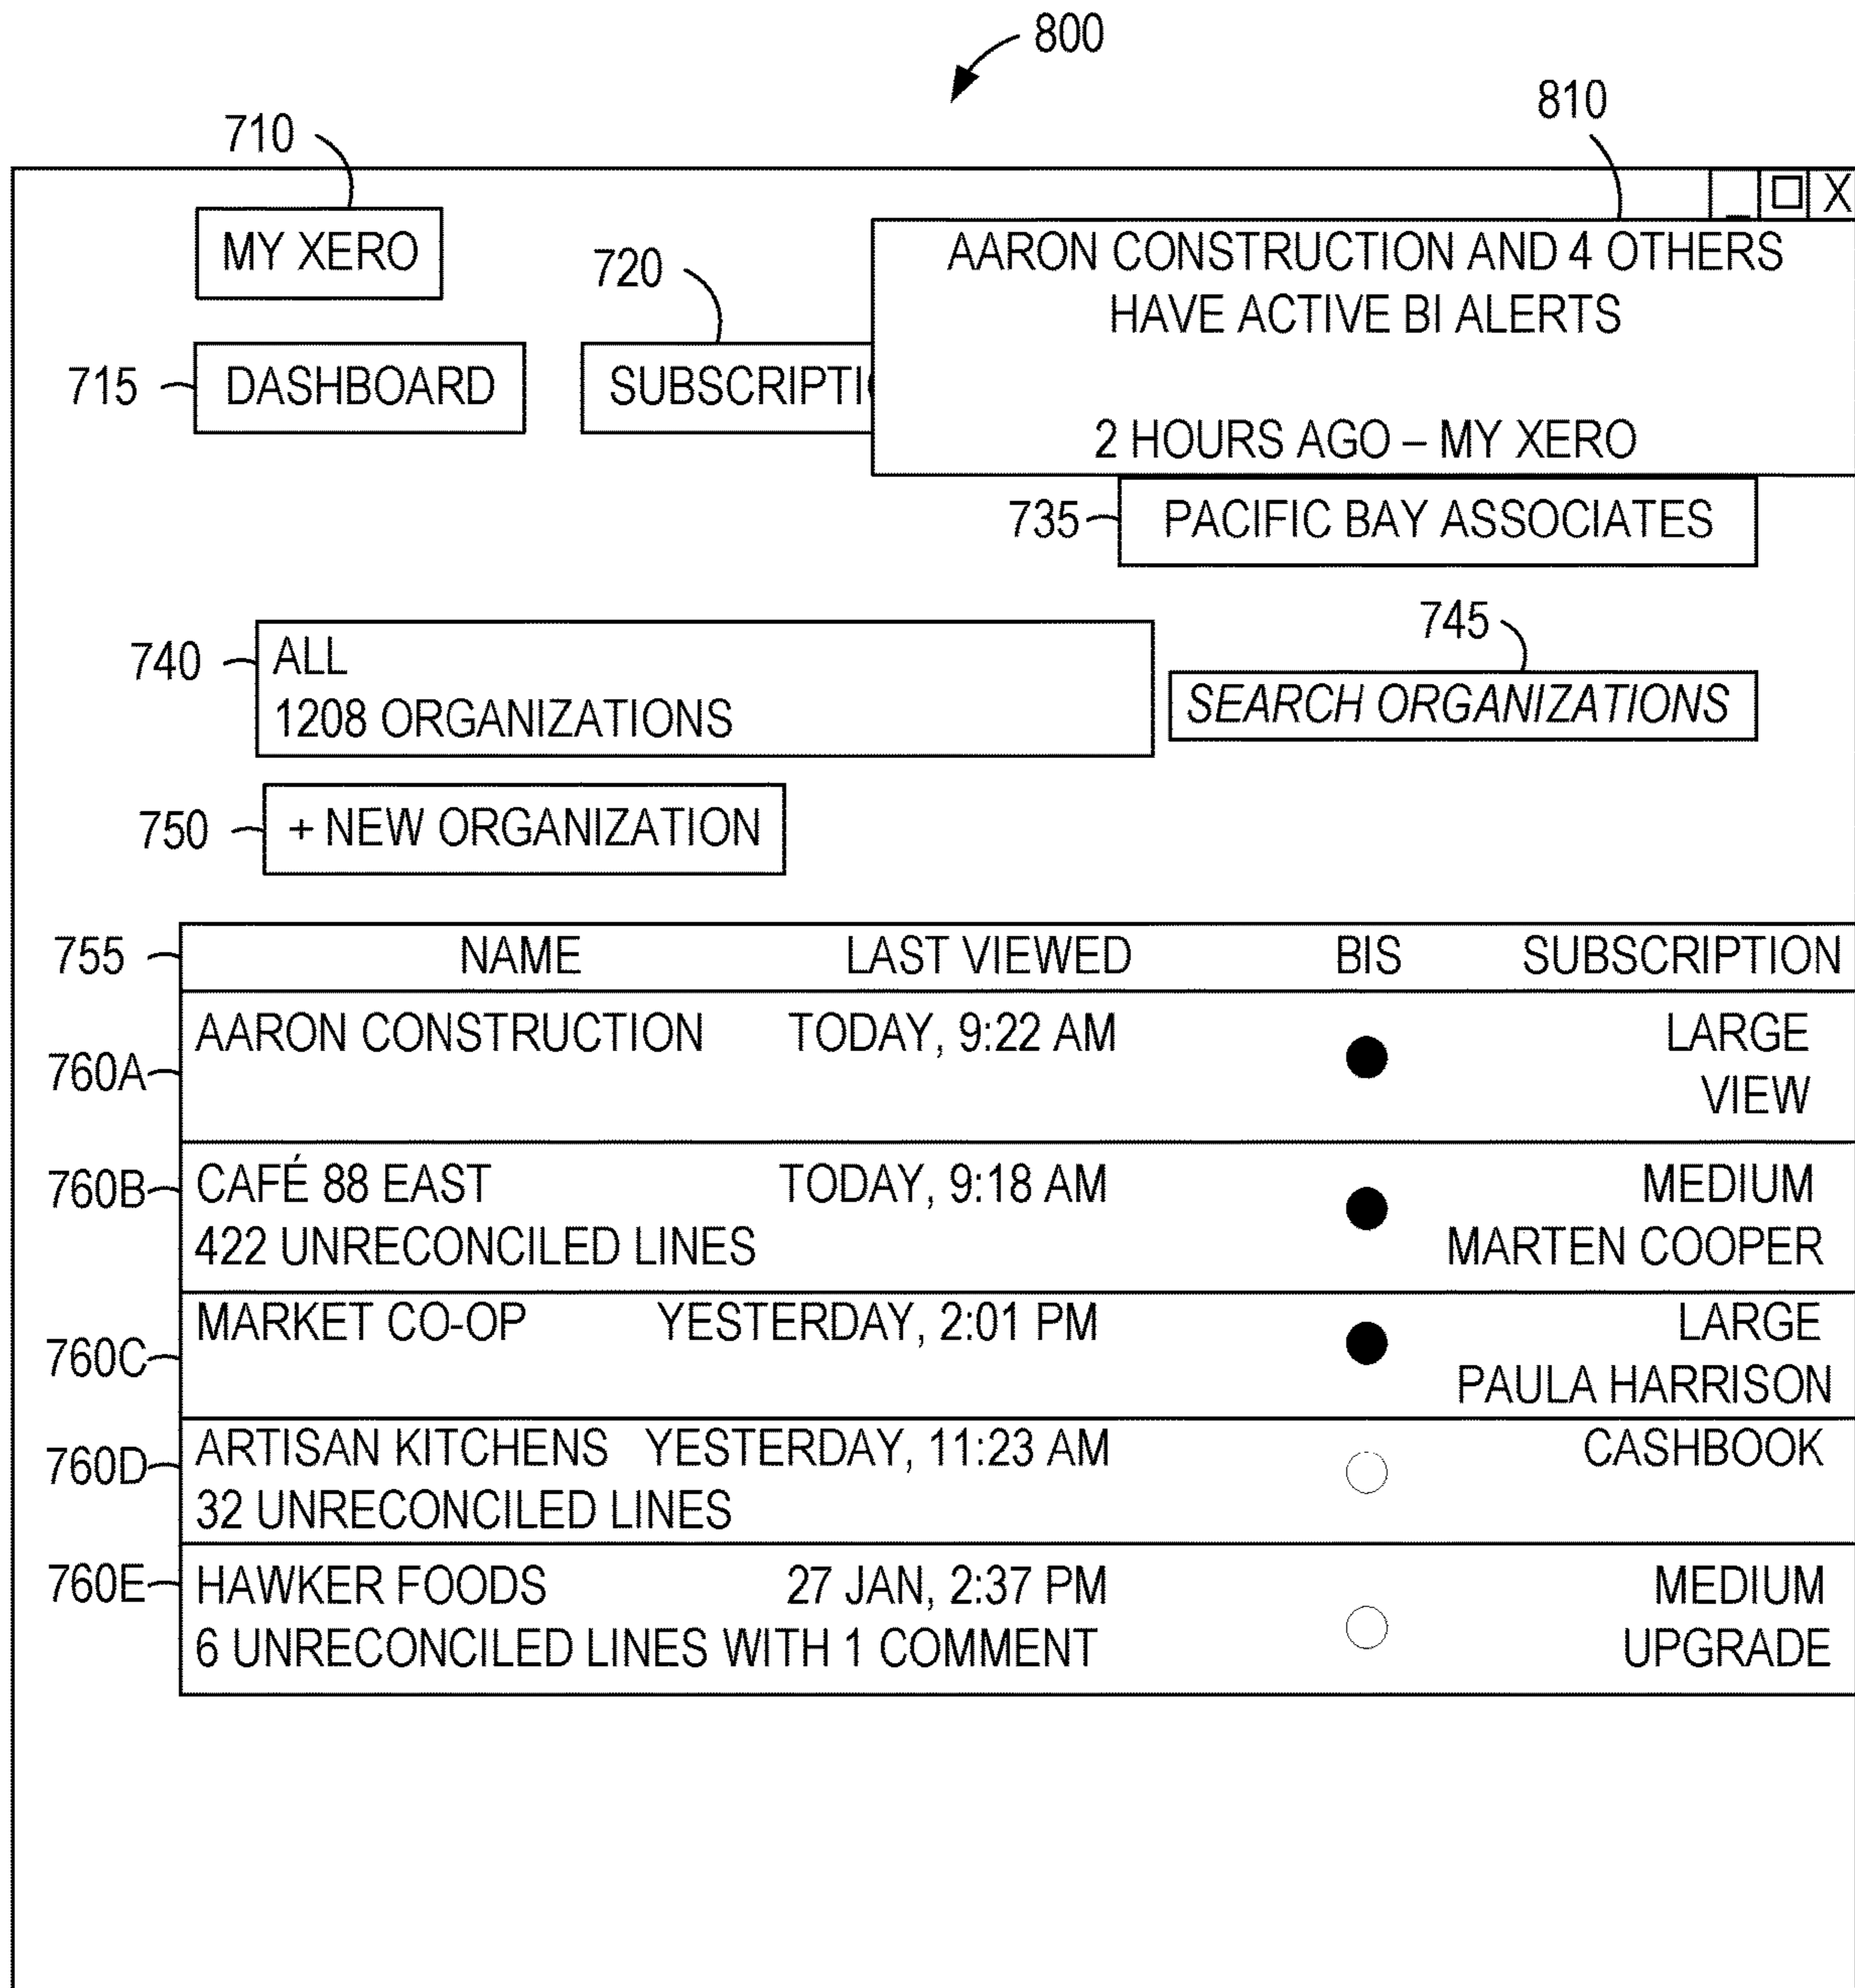 800
710
810
X
MY XERO
AARON CONSTRUCTION AND 4 OTHERS
HAVE ACTIVE BI ALERTS
2 HOURS AGO – MY XERO
720
715
DASHBOARD
SUBSCRIPTI
735
PACIFIC BAY ASSOCIATES
740
ALL
1208 ORGANIZATIONS
745
SEARCH ORGANIZATIONS
750
+ NEW ORGANIZATION
755
NAME LAST VIEWED BIS SUBSCRIPTION
760A
AARON CONSTRUCTION TODAY, 9:22 AM LARGE
VIEW
760B
CAFÉ 88 EAST TODAY, 9:18 AM MEDIUM
422 UNRECONCILED LINES MARTEN COOPER
760C
MARKET CO-OP YESTERDAY, 2:01 PM LARGE
PAULA HARRISON
760D
ARTISAN KITCHENS YESTERDAY, 11:23 AM CASHBOOK
32 UNRECONCILED LINES
760E
HAWKER FOODS 27 JAN, 2:37 PM MEDIUM
6 UNRECONCILED LINES WITH 1 COMMENT UPGRADE